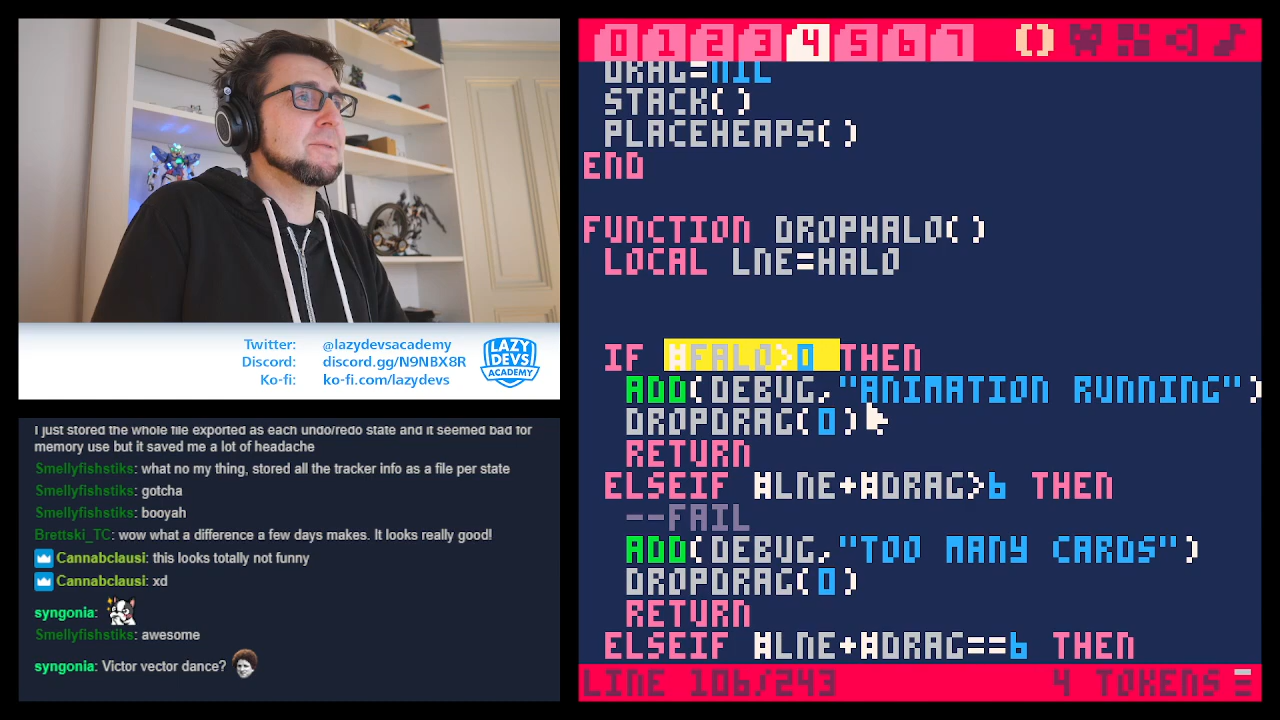 Twitter: @lazydevsacademy
Discord: discord.gg/N9NBX8R
Ko-fi: ko-fi.com/lazydevs
LAZY
DEVS
ACADEMY
I just stored the whole file exported as each undo/redo state and it seemed bad for
memory use but it saved me a lot of headache
Smellyfishstiks: what no my thing, stored all the tracker info as a file per state
Smellyfishstiks: gotcha
Smellyfishstiks: booyah
Brettski_TC: wow what a difference a few days makes. It looks really good!
Cannabclausi: this looks totally not funny
Cannabclausi: xd
syngonia:
Smellyfishstiks: awesome
syngonia: Victor vector dance?
0 1 2 3 4 5 6 7 ()
DRAG=NIL
STACK()
PLACEHEAPS()
END
FUNCTION DROPHALO()
LOCAL LNE=HALO
IF #FALO>0 THEN
ADD(DEBUG,"ANIMATION RUNNING")
DROPDRAG(0)
RETURN
ELSEIF #LNE+#DRAG>6 THEN
--FAIL
ADD(DEBUG,"TOO MANY CARDS")
DROPDRAG(0)
RETURN
ELSEIF #LNE+#DRAG==6 THEN
LINE 106/243 4 TOKENS